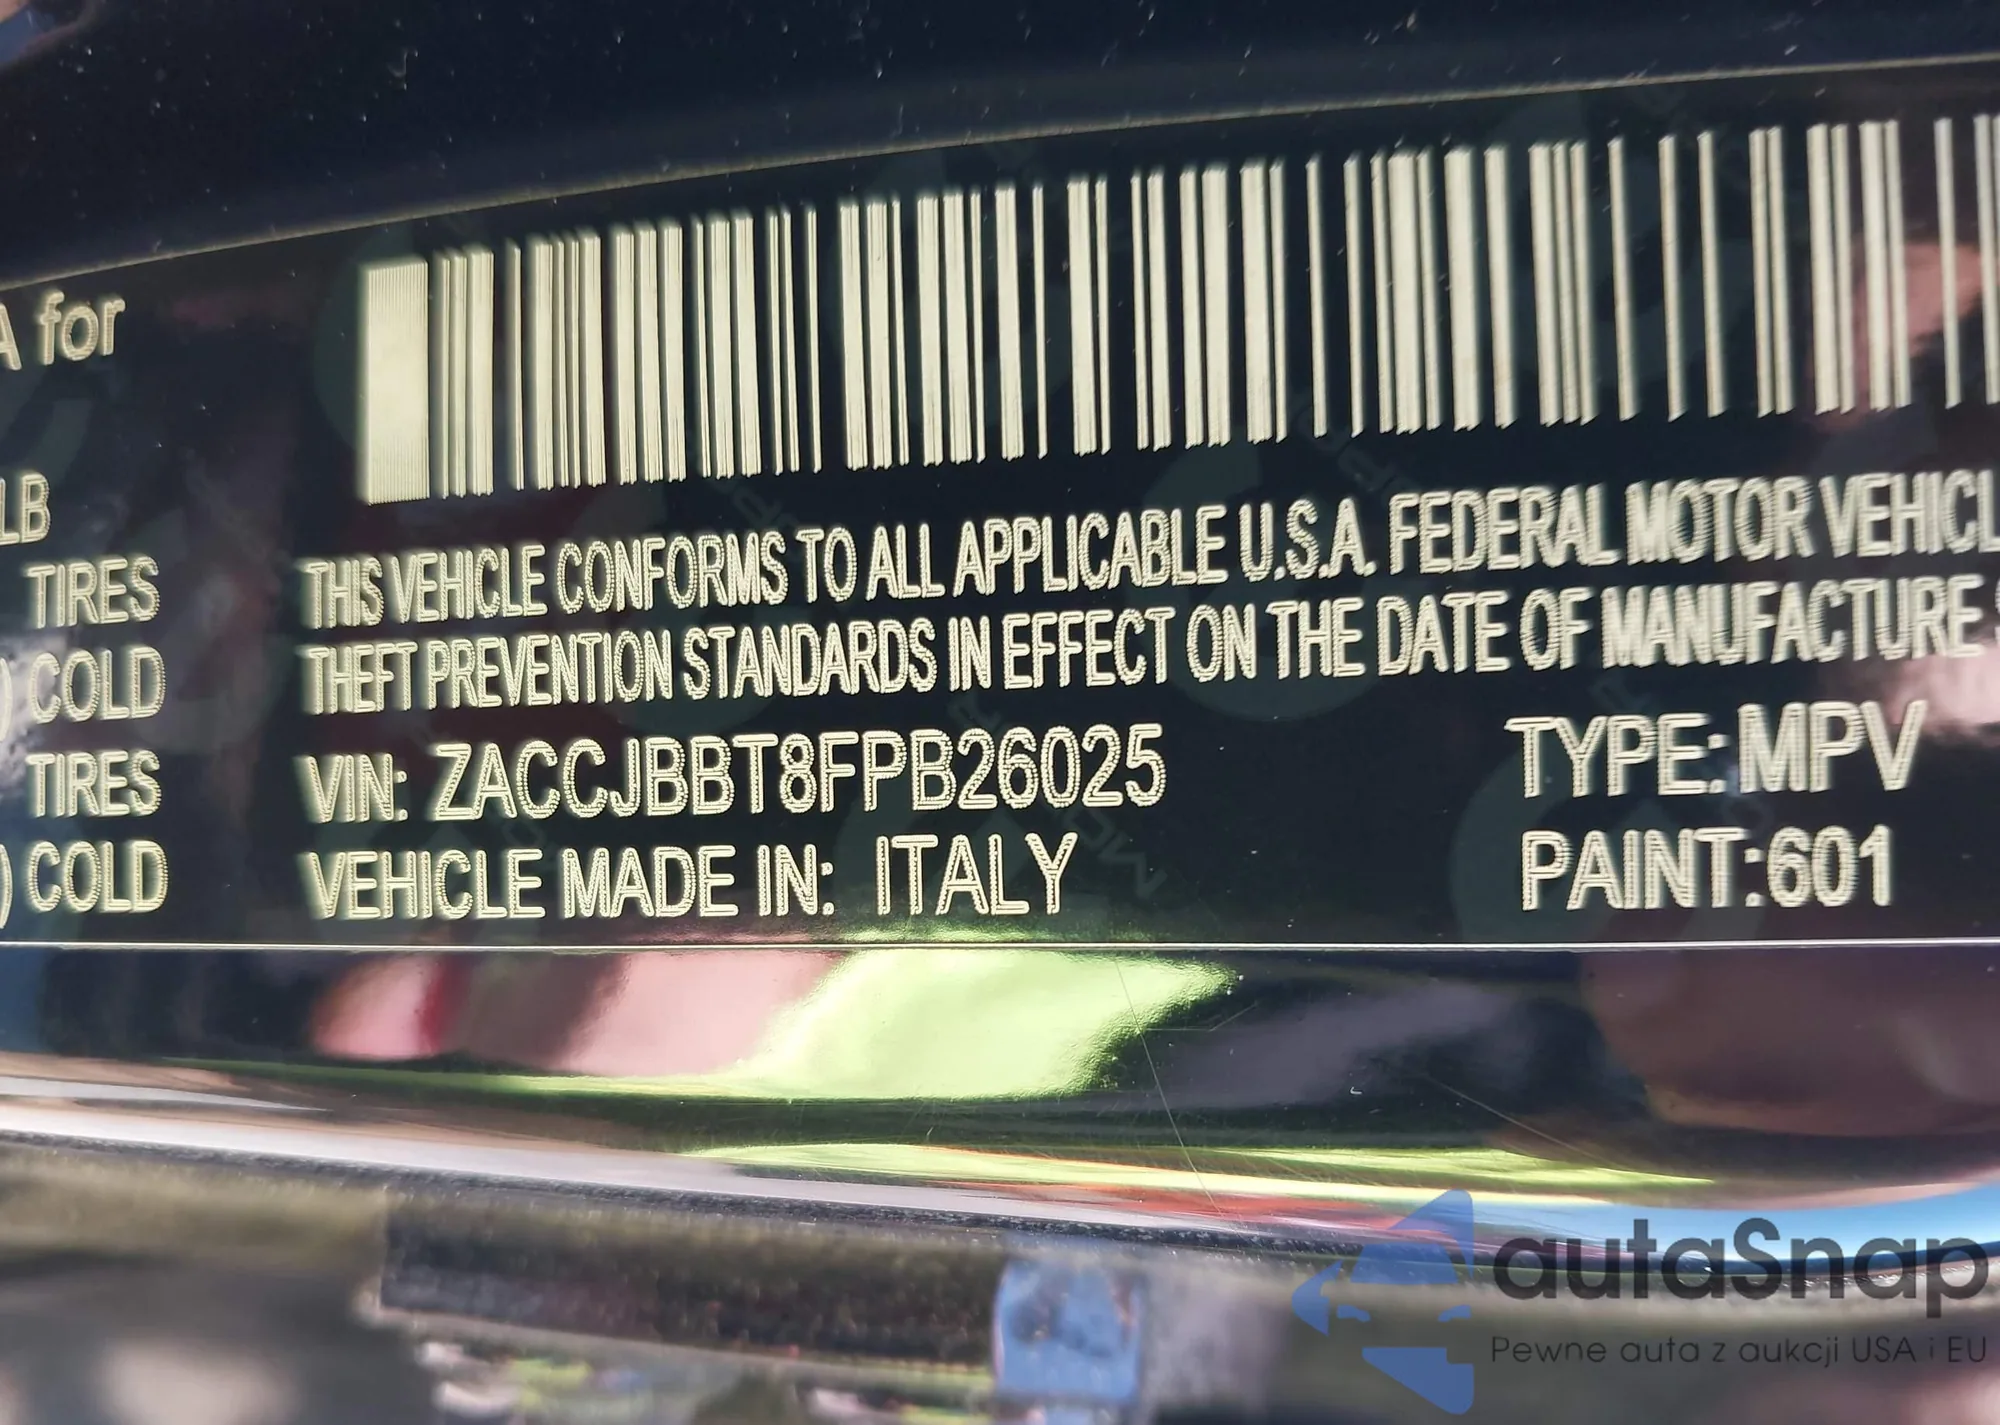 A for
LB
TIRES
) COLD
TIRES
) COLD
THIS VEHICLE CONFORMS TO ALL APPLICABLE U.S.A. FEDERAL MOTOR VEHICL
THEFT PREVENTION STANDARDS IN EFFECT ON THE DATE OF MANUFACTURE S
VIN: ZACCJBBT8FPB26025
TYPE: MPV
VEHICLE MADE IN: ITALY
PAINT:601
autaSnap
Pewne auta z aukcji USA i EU